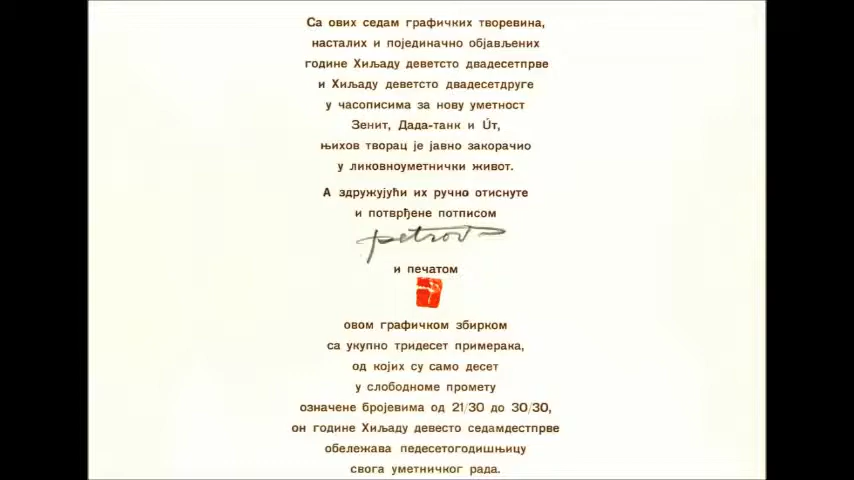 Са ових седам графичких творевина,
насталих и појединачно објављених
године Хиљаду деветсто двадесетпрве
и Хиљаду деветсто двадесетдруге
у часописима за нову уметност
Зенит, Дада-танк и Út,
њихов творац је јавно закорачио
у ликовноуметнички живот.
А здружујући их ручно отиснуте
и потврђене потписом
petrov
и печатом
овом графичком збирком
са укупно тридесет примерака,
од којих су само десет
у слободноме промету
означене бројевима од 21/30 до 30/30,
он године Хиљаду девесто седамдестпрве
обележава педесетогодишњицу
свога уметничког рада.